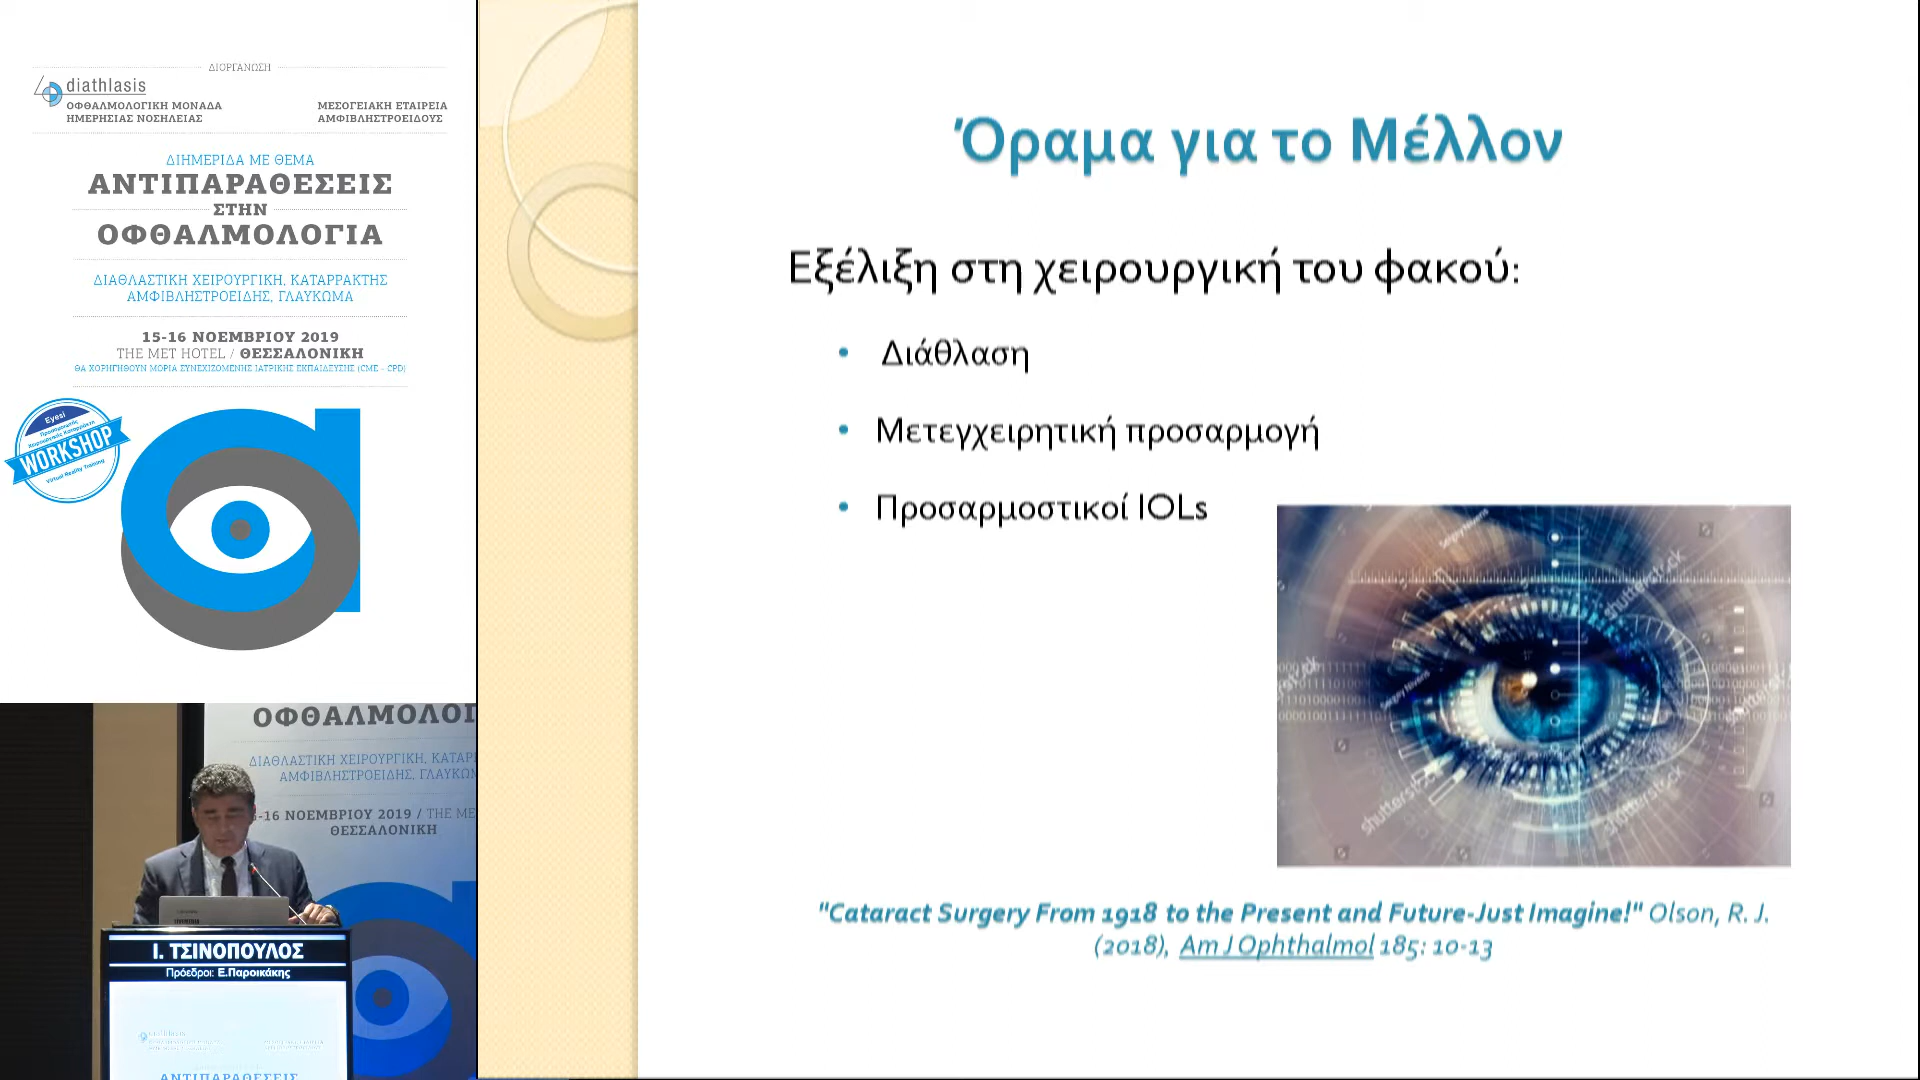 ΔΙΟΡΓΑΝΩΣΗ
diathlasis
ΟΦΘΑΛΜΟΛΟΓΙΚΗ ΜΟΝΑΔΑ
ΗΜΕΡΗΣΙΑΣ ΝΟΣΗΛΕΙΑΣ
ΜΕΣΟΓΕΙΑΚΗ ΕΤΑΙΡΕΙΑ
ΑΜΦΙΒΛΗΣΤΡΟΕΙΔΟΥΣ
ΔΙΗΜΕΡΙΔΑ ΜΕ ΘΕΜΑ
ΑΝΤΙΠΑΡΑΘΕΣΕΙΣ
ΣΤΗΝ
ΟΦΘΑΛΜΟΛΟΓΙΑ
ΔΙΑΘΛΑΣΤΙΚΗ ΧΕΙΡΟΥΡΓΙΚΗ, ΚΑΤΑΡΡΑΚΤΗΣ
ΑΜΦΙΒΛΗΣΤΡΟΕΙΔΗΣ, ΓΛΑΥΚΩΜΑ
15-16 ΝΟΕΜΒΡΙΟΥ 2019
THE MET HOTEL / ΘΕΣΣΑΛΟΝΙΚΗ
ΘΑ ΧΟΡΗΓΗΘΟΥΝ ΜΟΡΙΑ ΣΥΝΕΧΙΖΟΜΕΝΗΣ ΙΑΤΡΙΚΗΣ ΕΚΠΑΙΔΕΥΣΗΣ (CME - CPD)
Eyesi
WORKSHOP
Virtual Reality Training
ΟΦΘΑΛΜΟΛΟΓ
ΔΙΑΘΛΑΣΤΙΚΗ ΧΕΙΡΟΥΡΓΙΚΗ, ΚΑΤΑΡ
ΑΜΦΙΒΛΗΣΤΡΟΕΙΔΗΣ, ΓΛΑΥΚΩΜ
-16 ΝΟΕΜΒΡΙΟΥ 2019 / THE ME
ΘΕΣΣΑΛΟΝΙΚΗ
Ι. ΤΣΙΝΟΠΟΥΛΟΣ
Πρόεδροι: Ε.Παροικάκης
ΑΝΤΙΠΑΡΑΘΕΣΕΙΣ
Όραμα για το Μέλλον
Εξέλιξη στη χειρουργική του φακού:
• Διάθλαση
• Μετεγχειρητική προσαρμογή
• Προσαρμοστικοί IOLs
shutterstock
shutterstock
shutterstock
"Cataract Surgery From 1918 to the Present and Future-Just Imagine!" Olson, R. J.
(2018), Am J Ophthalmol 185: 10-13